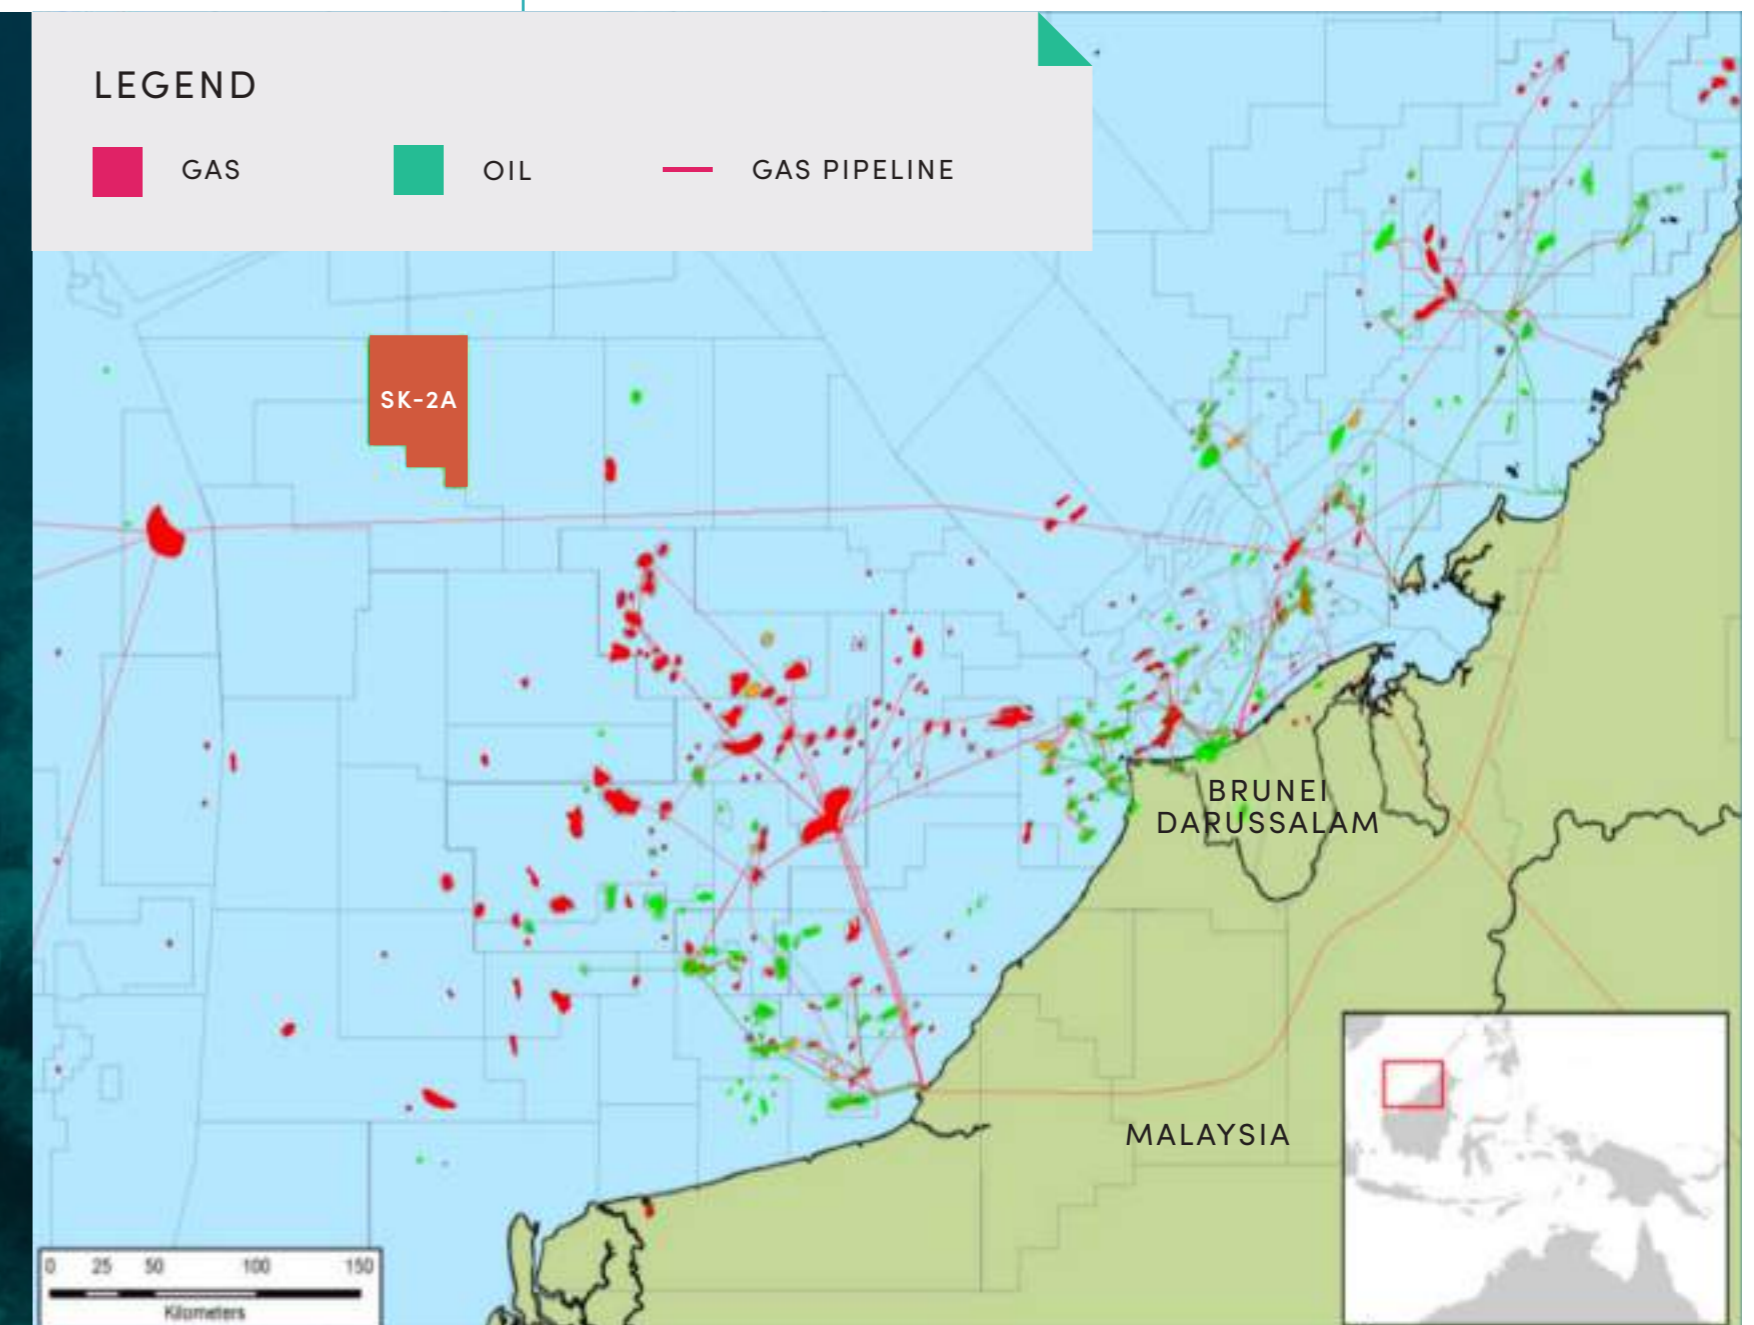 LEGEND
GAS
OIL
GAS PIPELINE
SK-2A
BRUNEI
DARUSSALAM
MALAYSIA
0 25 50 100 150
Kilometers